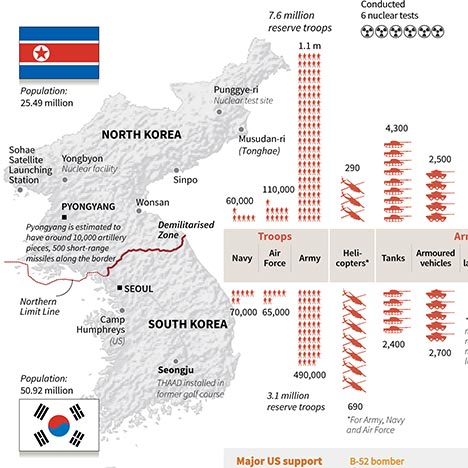 Population:
25.49 million
Punggye-ri
Nuclear test site
NORTH KOREA
Musudan-ri
(Tonghae)
Sohae
Satellite
Launching
Station
Yongbyon
Nuclear facility
Sinpo
Wonsan
PYONGYANG
Pyongyang is estimated to
have around 10,000 artillery
pieces, 500 short-range
missiles along the border
Demilitarised
Zone
Northern
Limit Line
SEOUL
Camp
Humphreys
(US)
SOUTH KOREA
Seongju
THAAD installed in
former golf course
Population:
50.92 million
7.6 million
reserve troops
Conducted
6 nuclear tests
1.1 m
60,000
110,000
290
4,300
2,500
Troops
Ar
Navy
Air
Force
Army
Heli-
copters*
Tanks
Armoured
vehicles
70,000
65,000
490,000
690
2,400
2,700
3.1 million
reserve troops
*For Army, Navy
and Air Force
Major US support
B-52 bomber